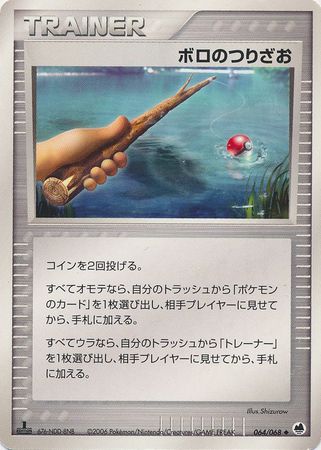 TRAINER
ボロのつりざお
コインを2回投げる。
すべてオモテなら、自分のトラッシュから「ポケモン
のカード」を1枚選び出し、相手プレイヤーに見せて
から、手札に加える。
すべてウラなら、自分のトラッシュから「トレーナー」
を1枚選び出し、相手プレイヤーに見せてから、手札
に加える。
Illus. Shizurow
1
EDITION
676-NDD-8NB
©2006 Pokémon/Nintendo/Creatures/GAME FREAK
064/068 ◆